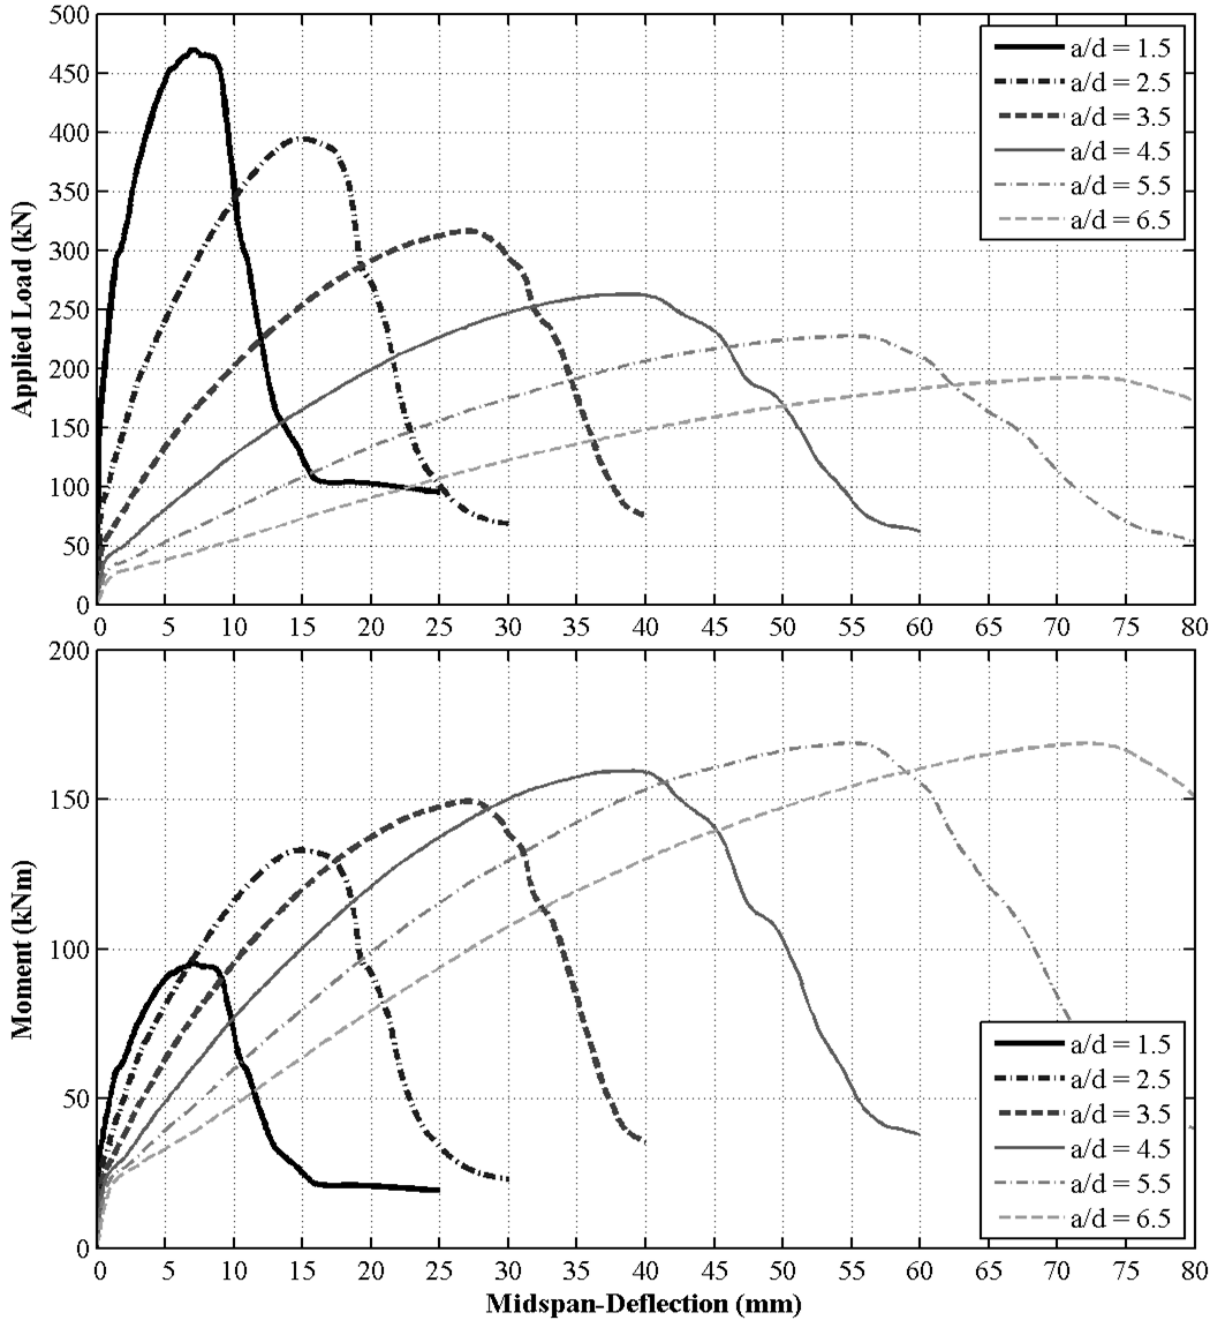 500
450
400
350
300
250
200
150
100
50
0
Applied Load (kN)
a/d = 1.5
a/d = 2.5
a/d = 3.5
a/d = 4.5
a/d = 5.5
a/d = 6.5
0 5 10 15 20 25 30 35 40 45 50 55 60 65 70 75 80
200
150
100
50
0
Moment (kNm)
a/d = 1.5
a/d = 2.5
a/d = 3.5
a/d = 4.5
a/d = 5.5
a/d = 6.5
0 5 10 15 20 25 30 35 40 45 50 55 60 65 70 75 80
Midspan-Deflection (mm)